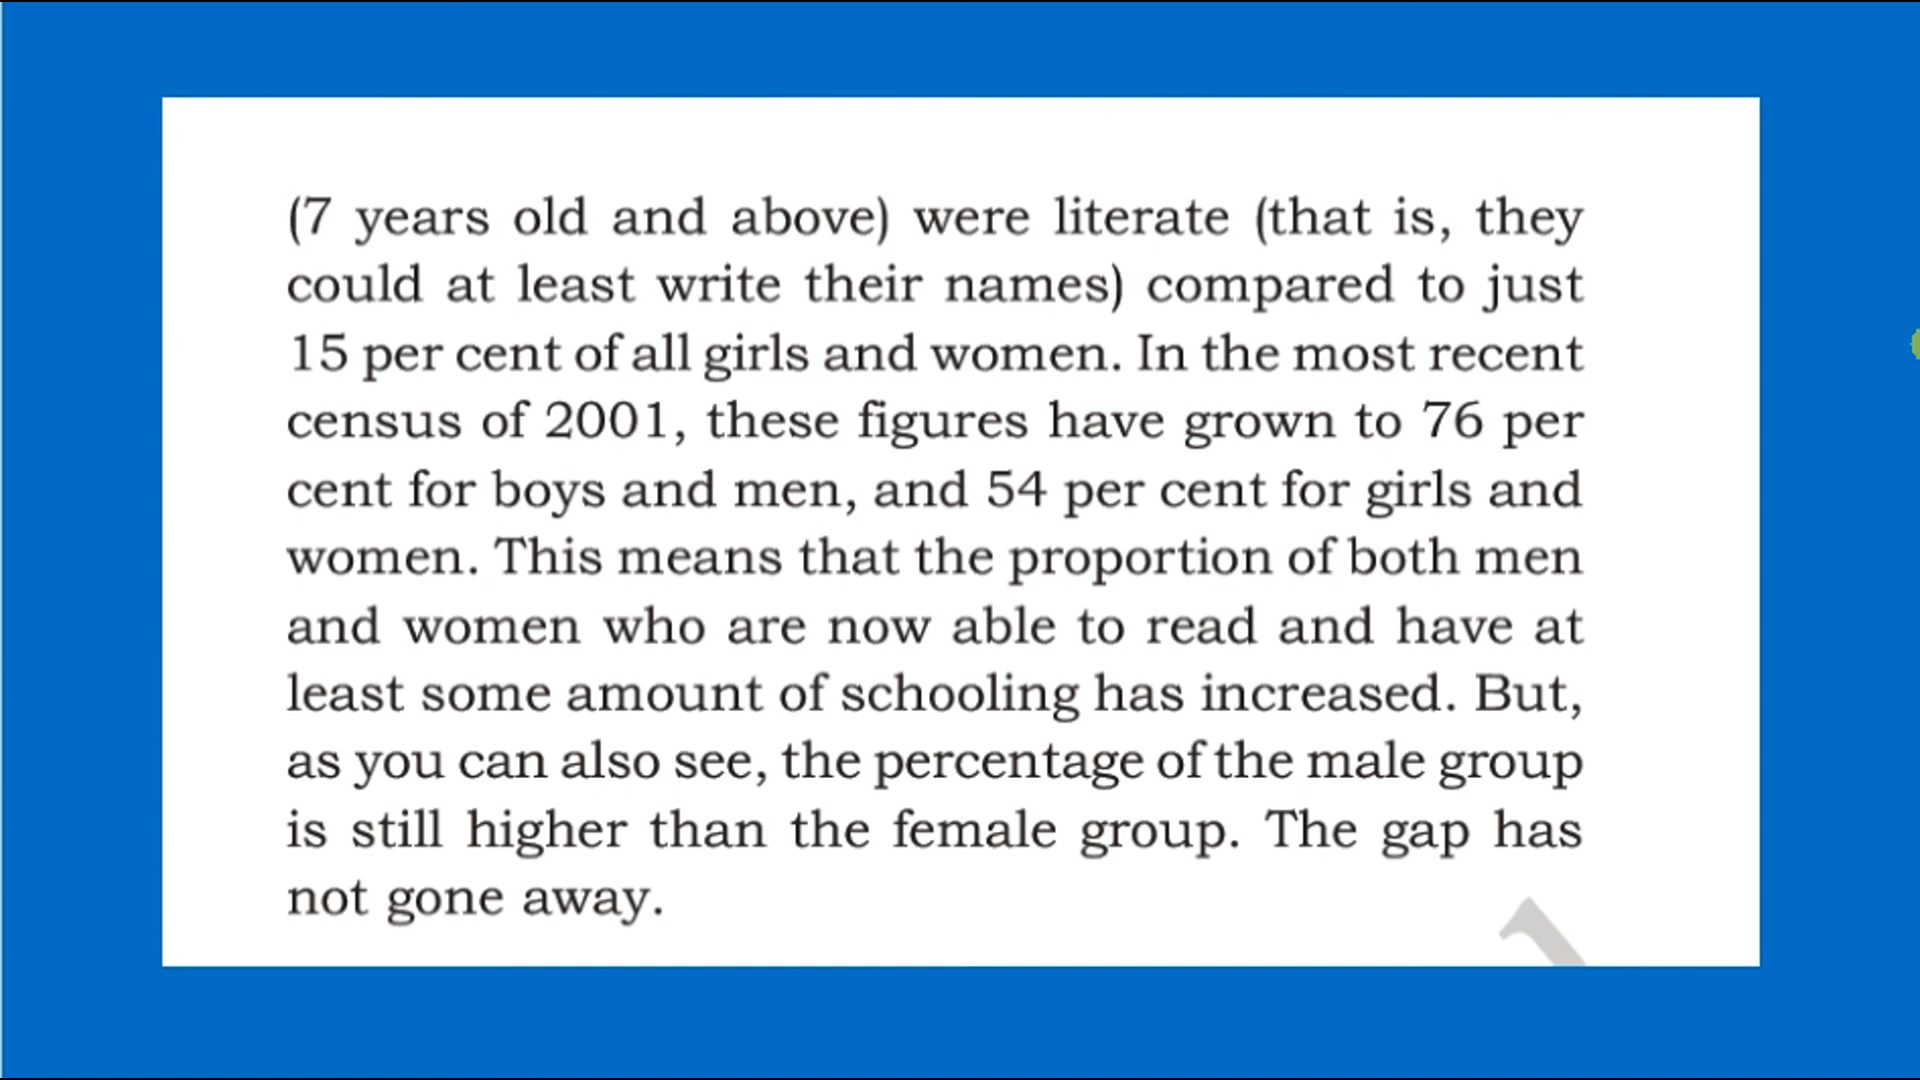 (7 years old and above) were literate (that is, they
could at least write their names) compared to just
15 per cent of all girls and women. In the most recent
census of 2001, these figures have grown to 76 per
cent for boys and men, and 54 per cent for girls and
women. This means that the proportion of both men
and women who are now able to read and have at
least some amount of schooling has increased. But,
as you can also see, the percentage of the male group
is still higher than the female group. The gap has
not gone away.